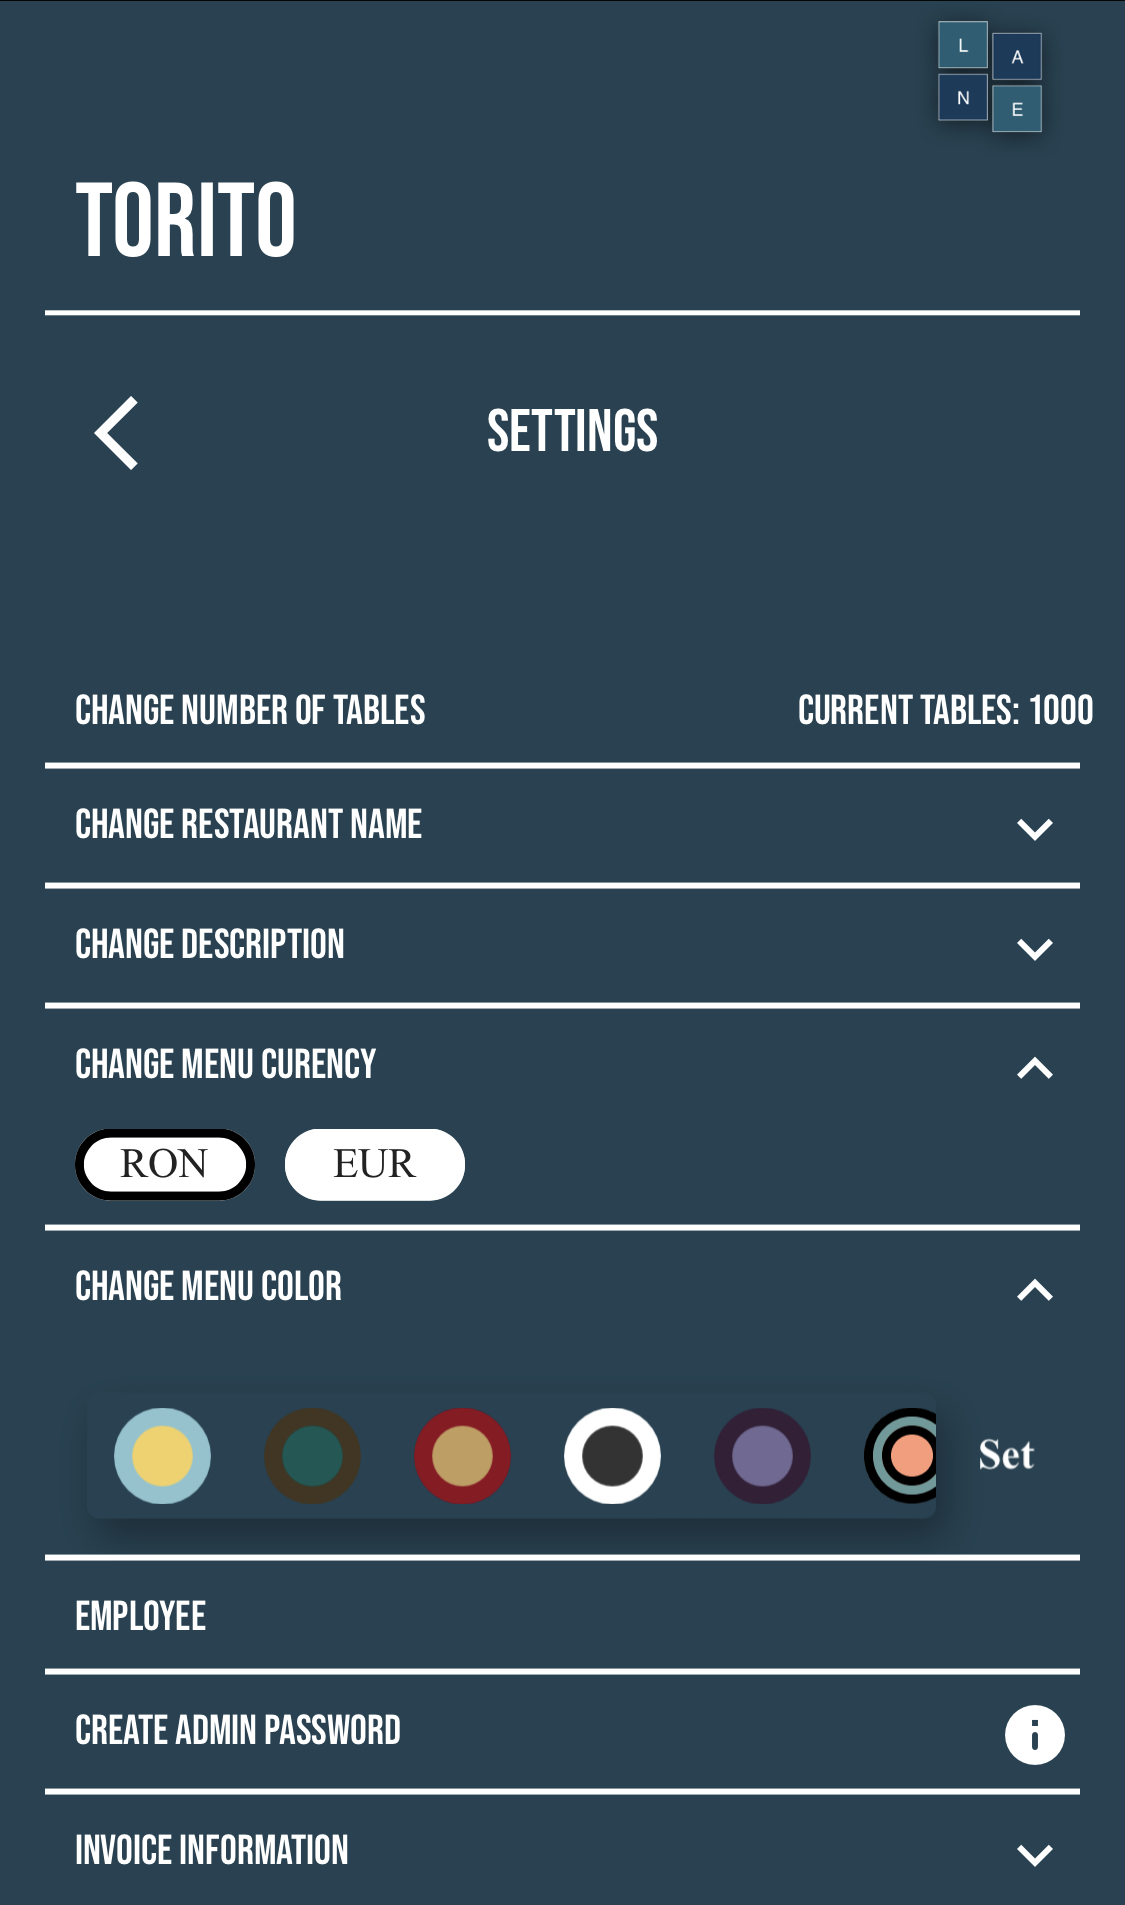 L A
N E
TORITO
SETTINGS
CHANGE NUMBER OF TABLES CURRENT TABLES: 1000
CHANGE RESTAURANT NAME
CHANGE DESCRIPTION
CHANGE MENU CURENCY
RON EUR
CHANGE MENU COLOR
Set
EMPLOYEE
CREATE ADMIN PASSWORD
INVOICE INFORMATION